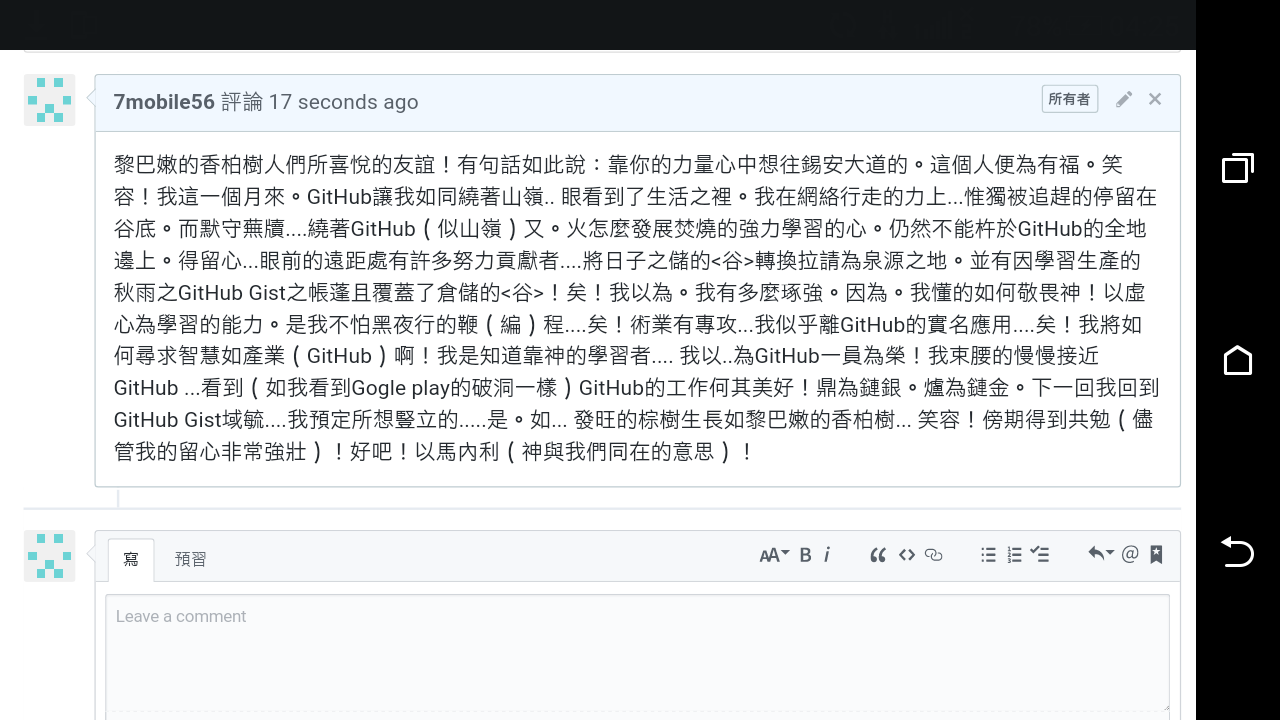 7mobile56 評論 17 seconds ago
所有者
黎巴嫩的香柏樹人們所喜悅的友誼！有句話如此說：靠你的力量心中想往錫安大道的。這個人便為有福。笑
容！我這一個月來。GitHub讓我如同繞著山嶺.. 眼看到了生活之裡。我在網絡行走的力上...惟獨被追趕的停留在
谷底。而默守蕪牘....繞著GitHub（似山嶺）又。火怎麼發展焚燒的強力學習的心。仍然不能杵於GitHub的全地
邊上。得留心...眼前的遠距處有許多努力貢獻者....將日子之儲的<谷>轉換拉請為泉源之地。並有因學習生產的
秋雨之GitHub Gist之帳蓬且覆蓋了倉儲的<谷>！矣！我以為。我有多麼琢強。因為。我懂的如何敬畏神！以虛
心為學習的能力。是我不怕黑夜行的鞭（編）程....矣！術業有專攻...我似乎離GitHub的實名應用....矣！我將如
何尋求智慧如產業（GitHub）啊！我是知道靠神的學習者.... 我以..為GitHub一員為榮！我束腰的慢慢接近
GitHub ...看到（如我看到Gogle play的破洞一樣）GitHub的工作何其美好！鼎為鏈銀。爐為鏈金。下一回我回到
GitHub Gist域毓....我預定所想豎立的.....是。如... 發旺的棕樹生長如黎巴嫩的香柏樹... 笑容！傍期得到共勉（儘
管我的留心非常強壯）！好吧！以馬內利（神與我們同在的意思）！
寫 預習
Leave a comment